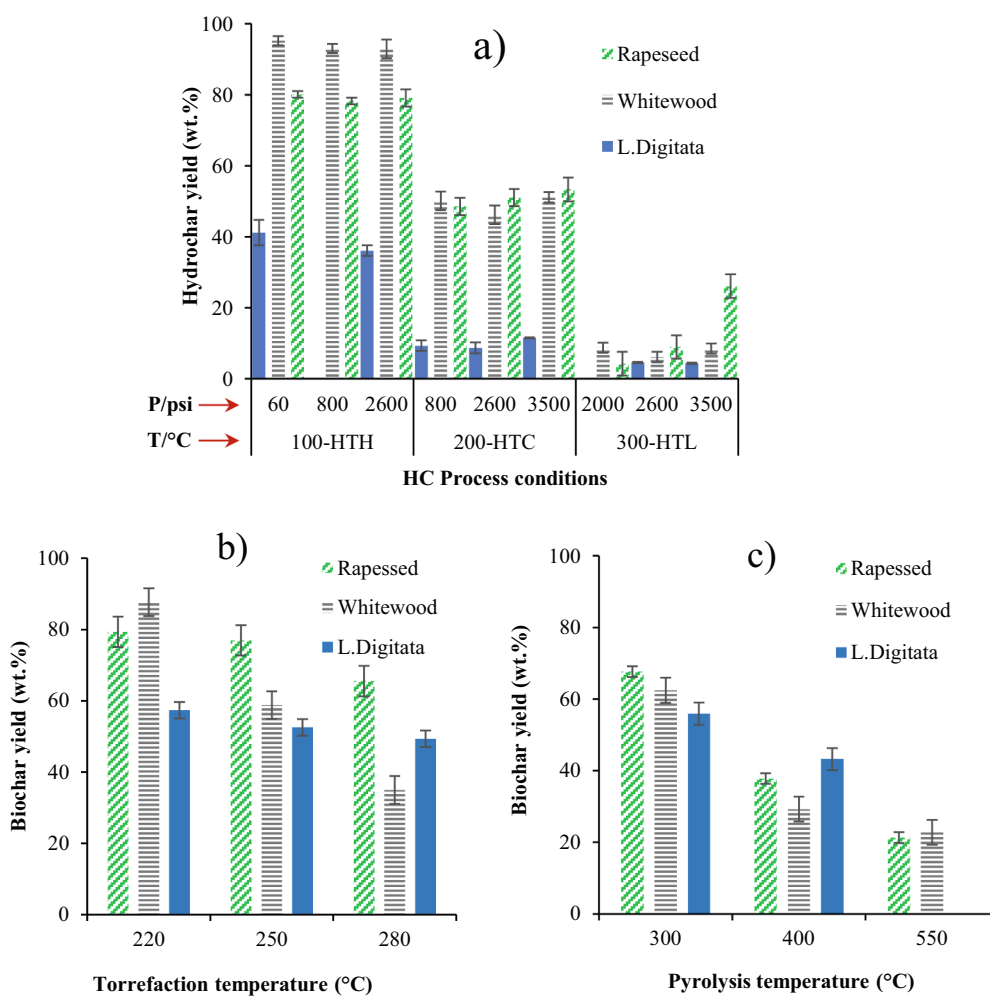 a)
Hydrochar yield (wt.%)
100
80
60
40
20
0
Rapeseed
Whitewood
L.Digitata
P/psi 60 800 2600 800 2600 3500 2000 2600 3500
T/°C 100-HTH 200-HTC 300-HTL
HC Process conditions
b)
Biochar yield (wt.%)
100
80
60
40
20
0
Rapessed
Whitewood
L.Digitata
220 250 280
Torrefaction temperature (°C)
c)
Biochar yield (wt.%)
100
80
60
40
20
0
Rapeseed
Whitewood
L.Digitata
300 400 550
Pyrolysis temperature (°C)